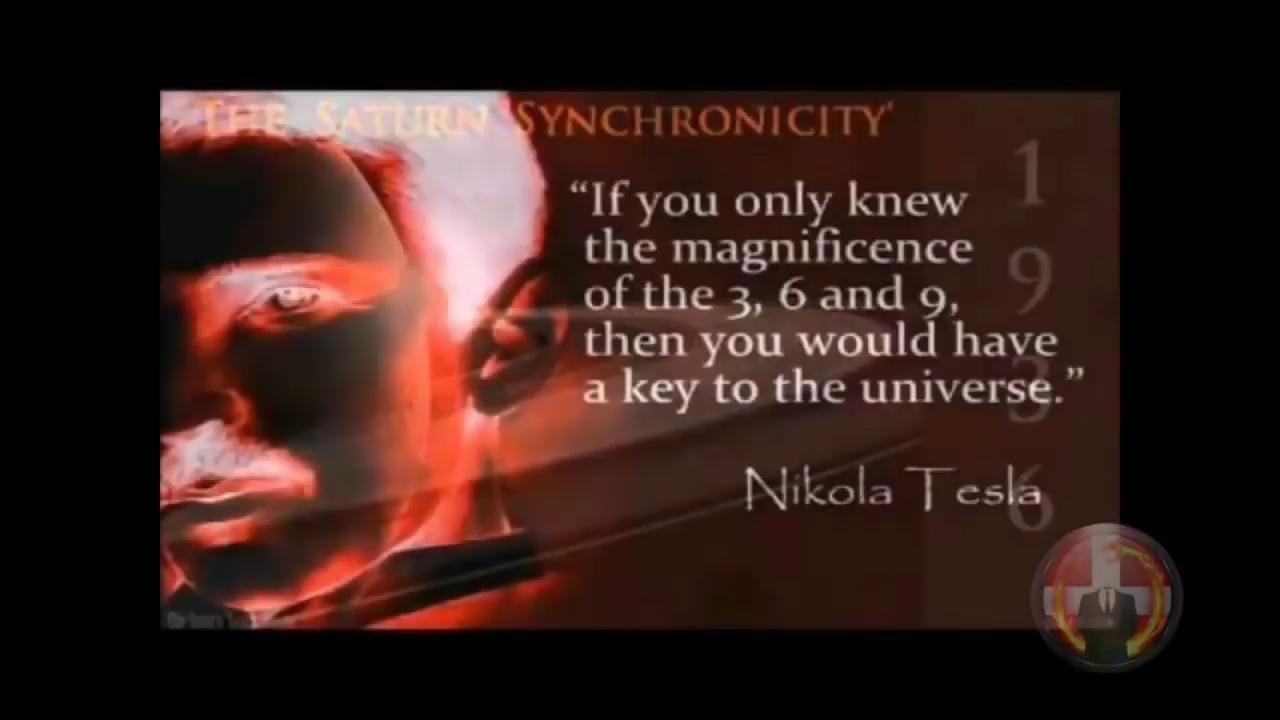 THE SATURN 'SYNCHRONICITY'
“If you only knew
the magnificence
of the 3, 6 and 9,
then you would have
a key to the universe.”
Nikola Tesla
1
9
3
6